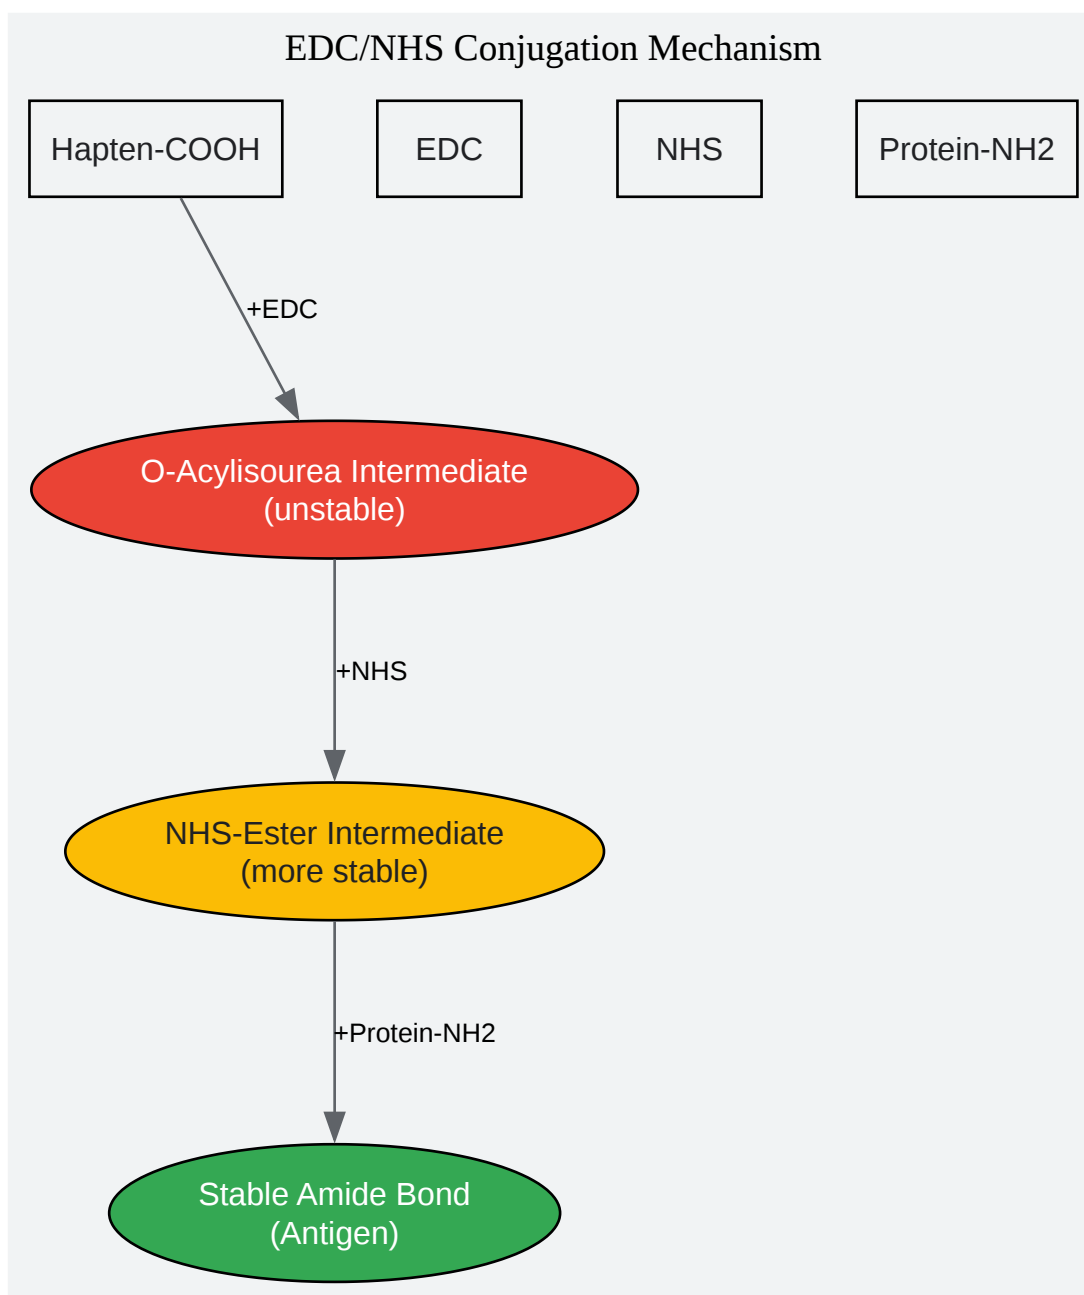 EDC/NHS Conjugation Mechanism
Hapten-COOH
EDC
NHS
Protein-NH2
+EDC
O-Acylisourea Intermediate
(unstable)
+NHS
NHS-Ester Intermediate
(more stable)
+Protein-NH2
Stable Amide Bond
(Antigen)